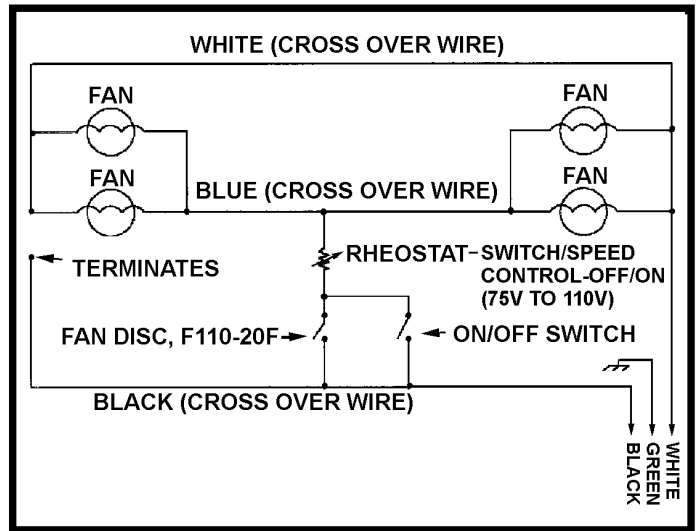 WHITE (CROSS OVER WIRE)
FAN
FAN
FAN
FAN
BLUE (CROSS OVER WIRE)
TERMINATES
RHEOSTAT-SWITCH/SPEED
CONTROL-OFF/ON
(75V TO 110V)
FAN DISC, F110-20F
ON/OFF SWITCH
BLACK (CROSS OVER WIRE)
BLACK
GREEN
WHITE